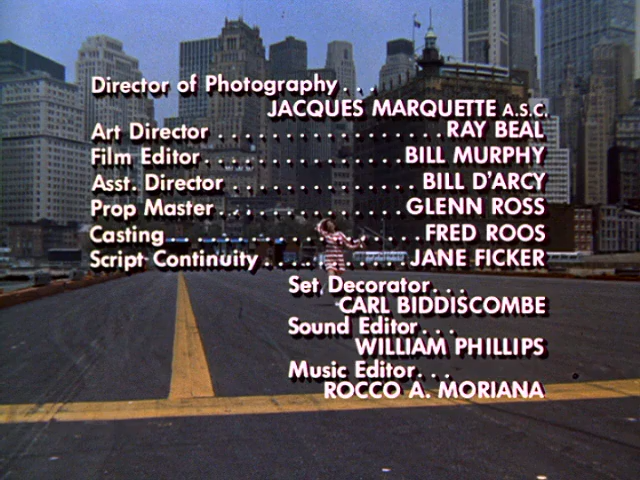 Director of Photography . . .
JACQUES MARQUETTE A.S.C.
Art Director . . . . . . . . . . . . . . . . . RAY BEAL
Film Editor . . . . . . . . . . . . . . . BILL MURPHY
Asst. Director . . . . . . . . . . . . . . BILL D'ARCY
Prop Master . . . . . . . . . . . . . . GLENN ROSS
Casting . . . . . . . . . . . . . . . . . . . FRED ROOS
Script Continuity . . . . . . . . . . . JANE FICKER
Set Decorator . . .
CARL BIDDISCOMBE
Sound Editor . . .
WILLIAM PHILLIPS
Music Editor . . .
ROCCO A. MORIANA